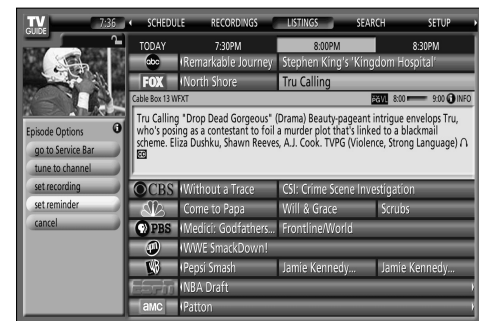 TV GUIDE
7:36
SCHEDULE RECORDINGS LISTINGS SEARCH SETUP
TODAY 7:30PM 8:00PM 8:30PM
abc Remarkable Journey Stephen King's 'Kingdom Hospital'
FOX North Shore Tru Calling
Cable Box 13 WFXT PGVL 8:00 9:00 INFO
Tru Calling "Drop Dead Gorgeous" (Drama) Beauty-pageant intrigue envelops Tru,
who's posing as a contestant to foil a murder plot that's linked to a blackmail
scheme. Eliza Dushku, Shawn Reeves, A.J. Cook. TVPG (Violence, Strong Language)
CC
Episode Options
go to Service Bar
tune to channel
set recording
set reminder
cancel
CBS Without a Trace CSI: Crime Scene Investigation
Come to Papa Will & Grace Scrubs
PBS Medici: Godfathers... Frontline/World
WWE SmackDown!
WB Pepsi Smash Jamie Kennedy... Jamie Kennedy...
NBA Draft
amc Patton